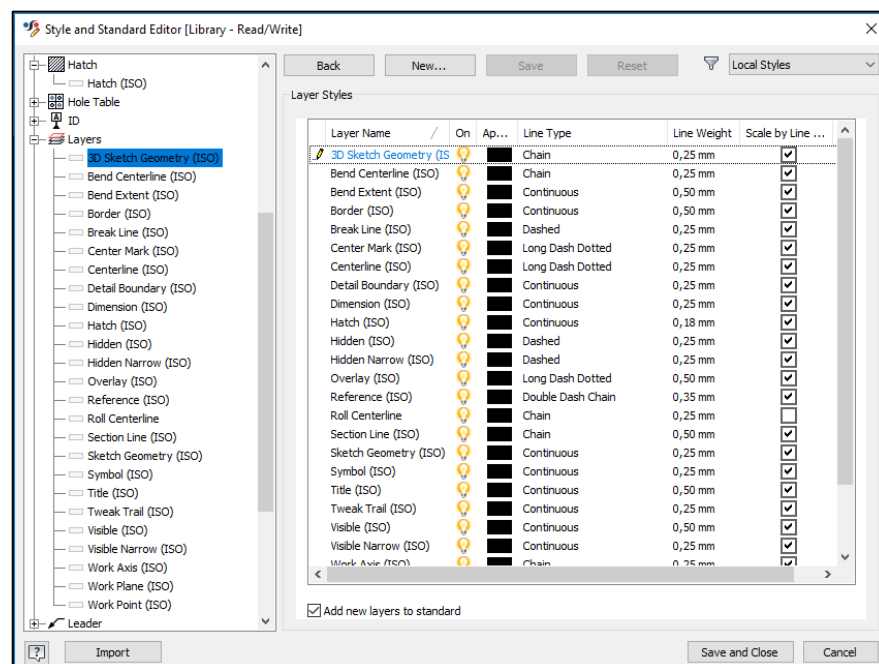 Style and Standard Editor [Library - Read/Write]
Hatch
Hatch (ISO)
Hole Table
ID
Layers
3D Sketch Geometry (ISO)
Bend Centerline (ISO)
Bend Extent (ISO)
Border (ISO)
Break Line (ISO)
Center Mark (ISO)
Centerline (ISO)
Detail Boundary (ISO)
Dimension (ISO)
Hatch (ISO)
Hidden (ISO)
Hidden Narrow (ISO)
Overlay (ISO)
Reference (ISO)
Roll Centerline
Section Line (ISO)
Sketch Geometry (ISO)
Symbol (ISO)
Title (ISO)
Tweak Trail (ISO)
Visible (ISO)
Visible Narrow (ISO)
Work Axis (ISO)
Work Plane (ISO)
Work Point (ISO)
Leader
Back New... Save Reset Local Styles
Layer Styles
Layer Name / On Ap... Line Type Line Weight Scale by Line ...
3D Sketch Geometry (IS Chain 0,25 mm
Bend Centerline (ISO) Chain 0,25 mm
Bend Extent (ISO) Continuous 0,50 mm
Border (ISO) Continuous 0,50 mm
Break Line (ISO) Dashed 0,25 mm
Center Mark (ISO) Long Dash Dotted 0,25 mm
Centerline (ISO) Long Dash Dotted 0,25 mm
Detail Boundary (ISO) Continuous 0,25 mm
Dimension (ISO) Continuous 0,25 mm
Hatch (ISO) Continuous 0,18 mm
Hidden (ISO) Dashed 0,25 mm
Hidden Narrow (ISO) Dashed 0,25 mm
Overlay (ISO) Long Dash Dotted 0,50 mm
Reference (ISO) Double Dash Chain 0,35 mm
Roll Centerline Chain 0,25 mm
Section Line (ISO) Chain 0,50 mm
Sketch Geometry (ISO) Continuous 0,25 mm
Symbol (ISO) Continuous 0,25 mm
Title (ISO) Continuous 0,50 mm
Tweak Trail (ISO) Continuous 0,25 mm
Visible (ISO) Continuous 0,50 mm
Visible Narrow (ISO) Continuous 0,25 mm
Work Axis (ISO) Chain 0,25 mm
Add new layers to standard
Import Save and Close Cancel